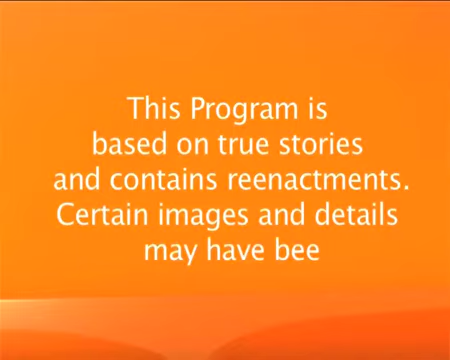 This Program is
based on true stories
and contains reenactments.
Certain images and details
may have bee